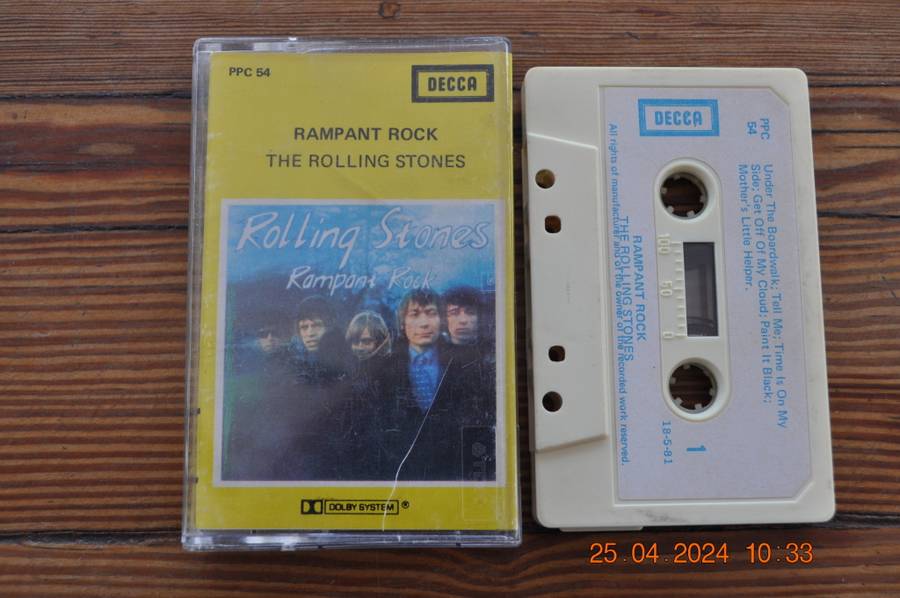 PPC 54
DECCA
RAMPANT ROCK
THE ROLLING STONES
Rolling Stones
Rampant Rock
DOLBY SYSTEM ®
DECCA
PPC
54
Under The Boardwalk; Tell Me; Time Is On My
Side; Get Off Of My Cloud; Paint It Black;
Mother's Little Helper.
100 50 0
1
18-5-81
RAMPANT ROCK
THE ROLLING STONES
All rights of manufacturer and of the owner of the recorded work reserved.
25.04.2024 10:33